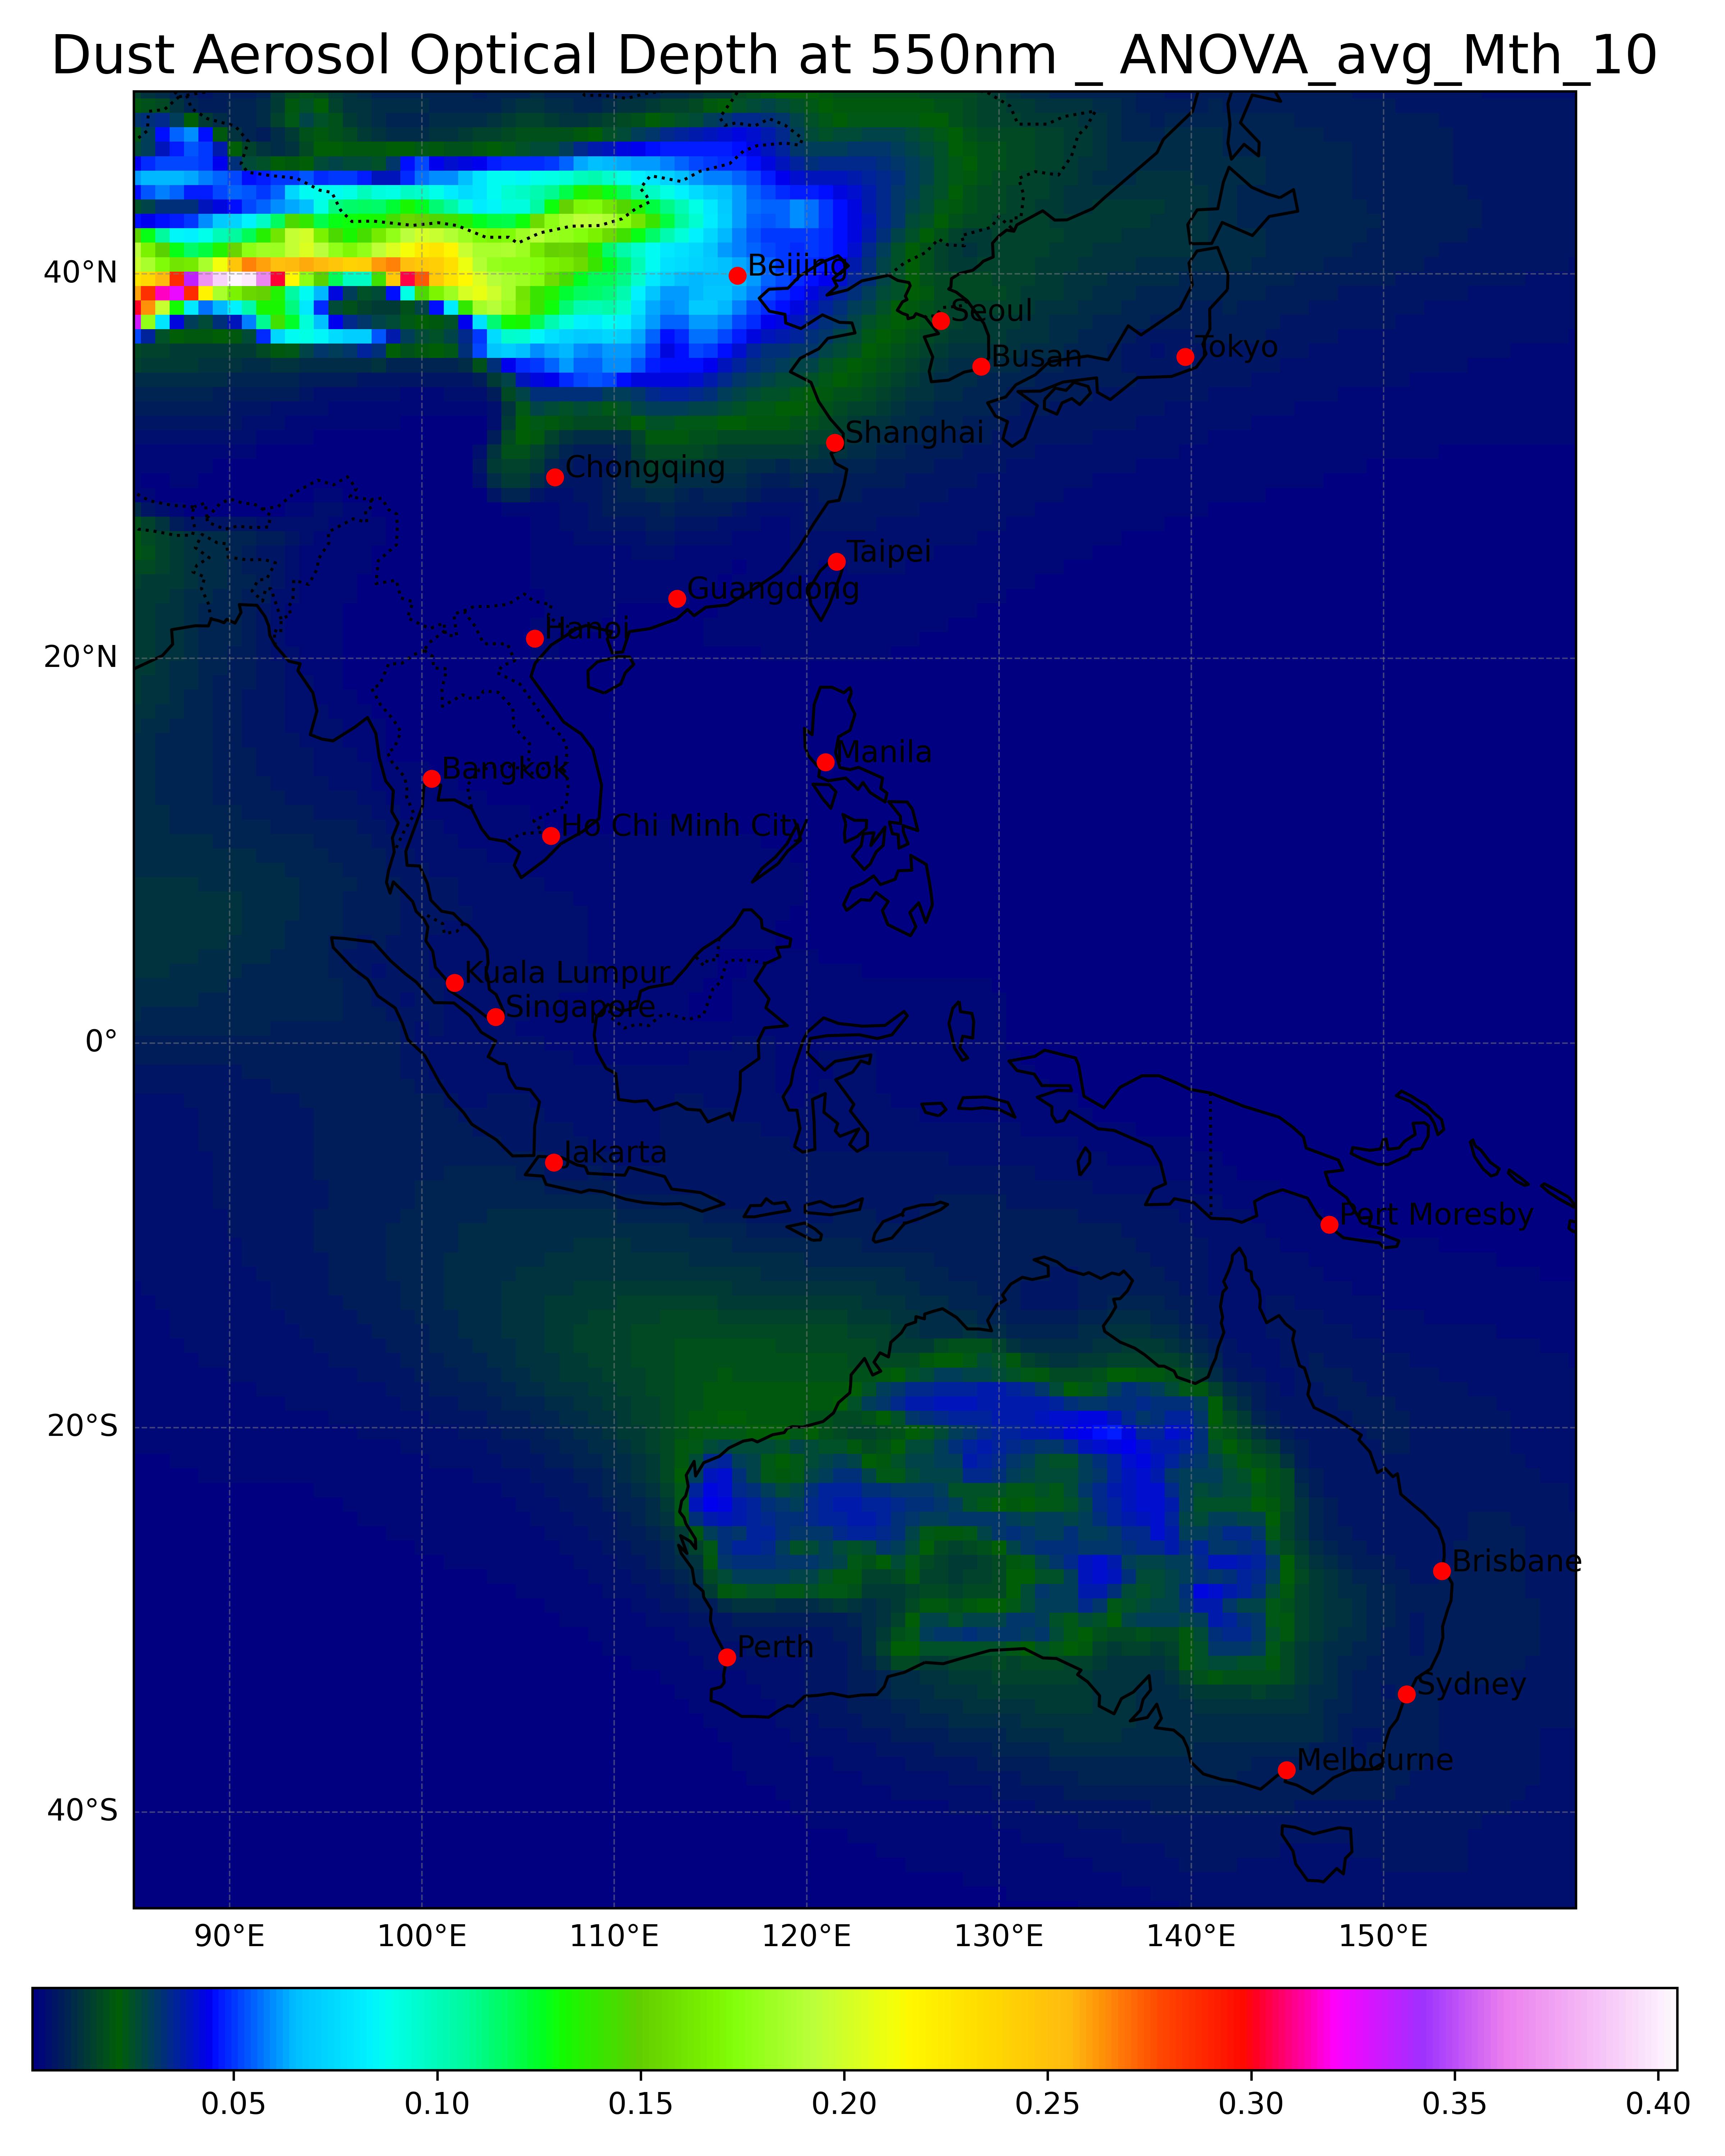 Dust Aerosol Optical Depth at 550nm _ ANOVA_avg_Mth_10
40°N
Beijing
Seoul
Tokyo
Busan
Shanghai
Chongqing
Taipei
Guangdong
Hanoi
20°N
Manila
Bangkok
Ho Chi Minh City
Kuala Lumpur
Singapore
0°
Jakarta
Port Moresby
20°S
Brisbane
Perth
Sydney
Melbourne
40°S
90°E 100°E 110°E 120°E 130°E 140°E 150°E
0.05 0.10 0.15 0.20 0.25 0.30 0.35 0.40